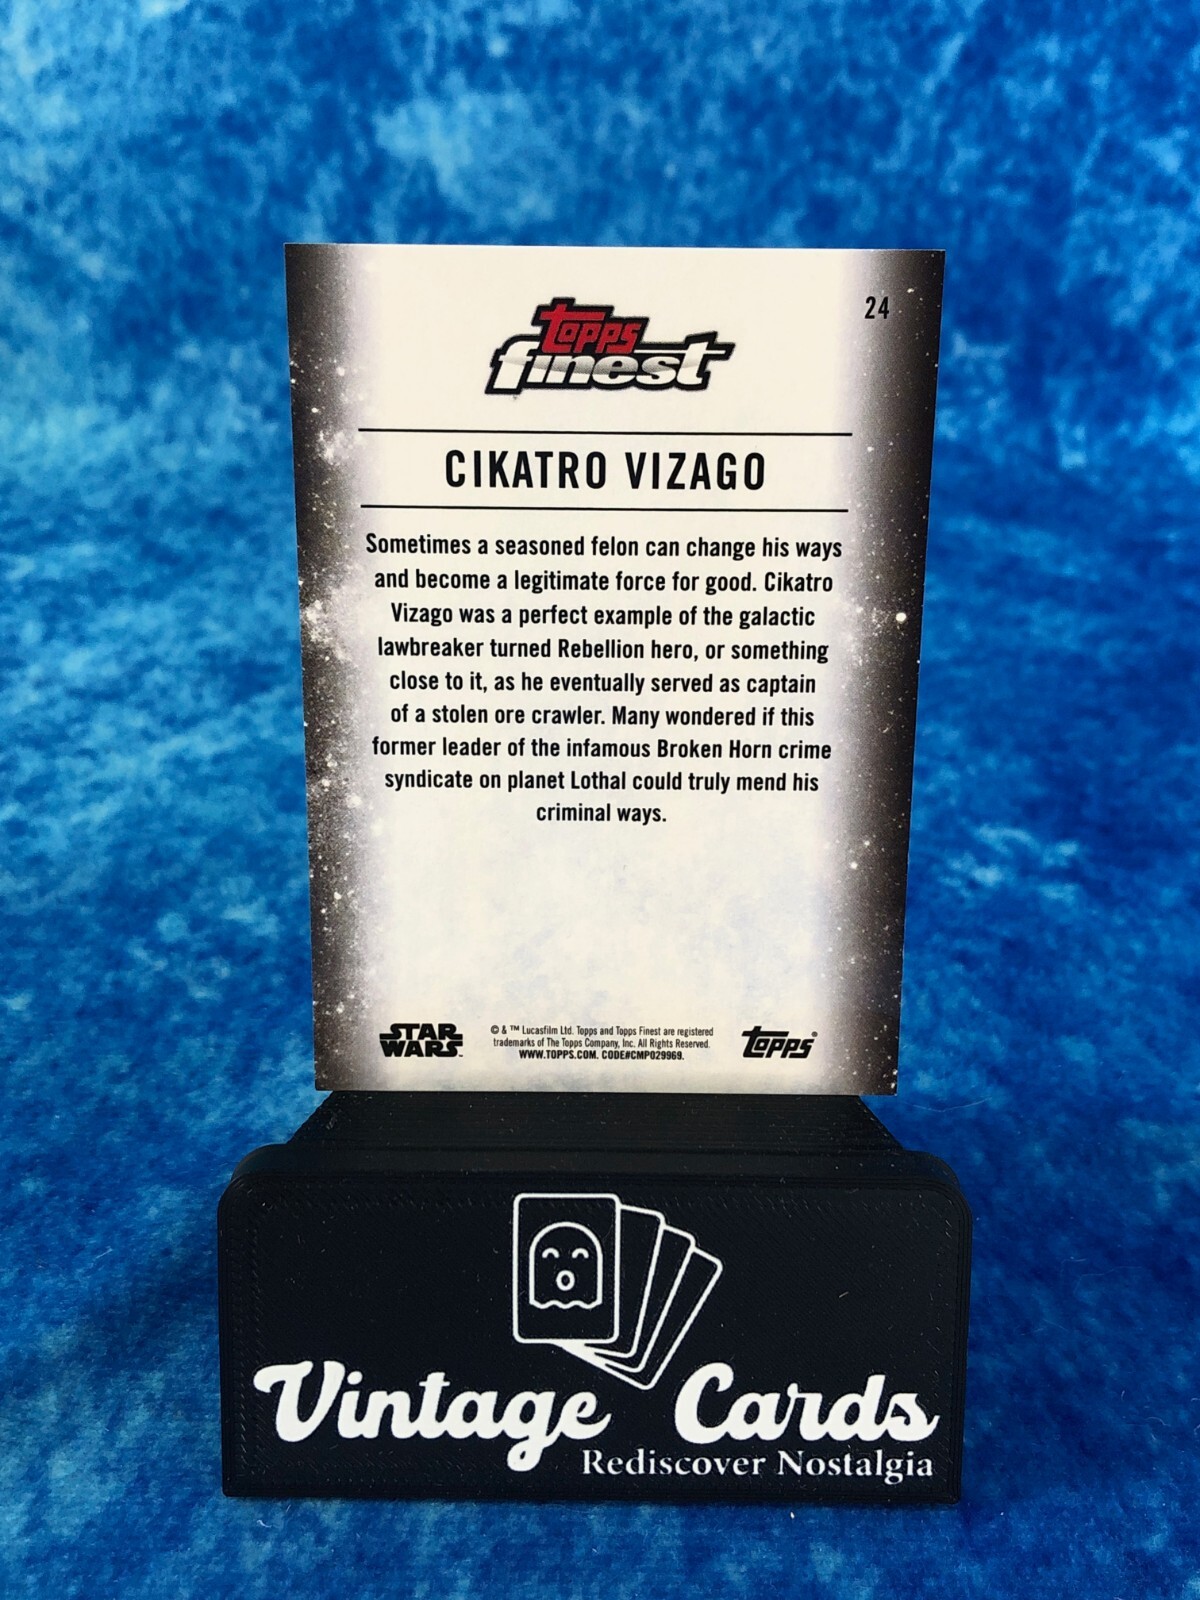 24
topps
finest
CIKATRO VIZAGO
Sometimes a seasoned felon can change his ways
and become a legitimate force for good. Cikatro
Vizago was a perfect example of the galactic
lawbreaker turned Rebellion hero, or something
close to it, as he eventually served as captain
of a stolen ore crawler. Many wondered if this
former leader of the infamous Broken Horn crime
syndicate on planet Lothal could truly mend his
criminal ways.
STAR
WARS™
© & ™ Lucasfilm Ltd. Topps and Topps Finest are registered
trademarks of The Topps Company, Inc. All Rights Reserved.
WWW.TOPPS.COM. CODE#CMP029969.
topps®
Vintage Cards
Rediscover Nostalgia